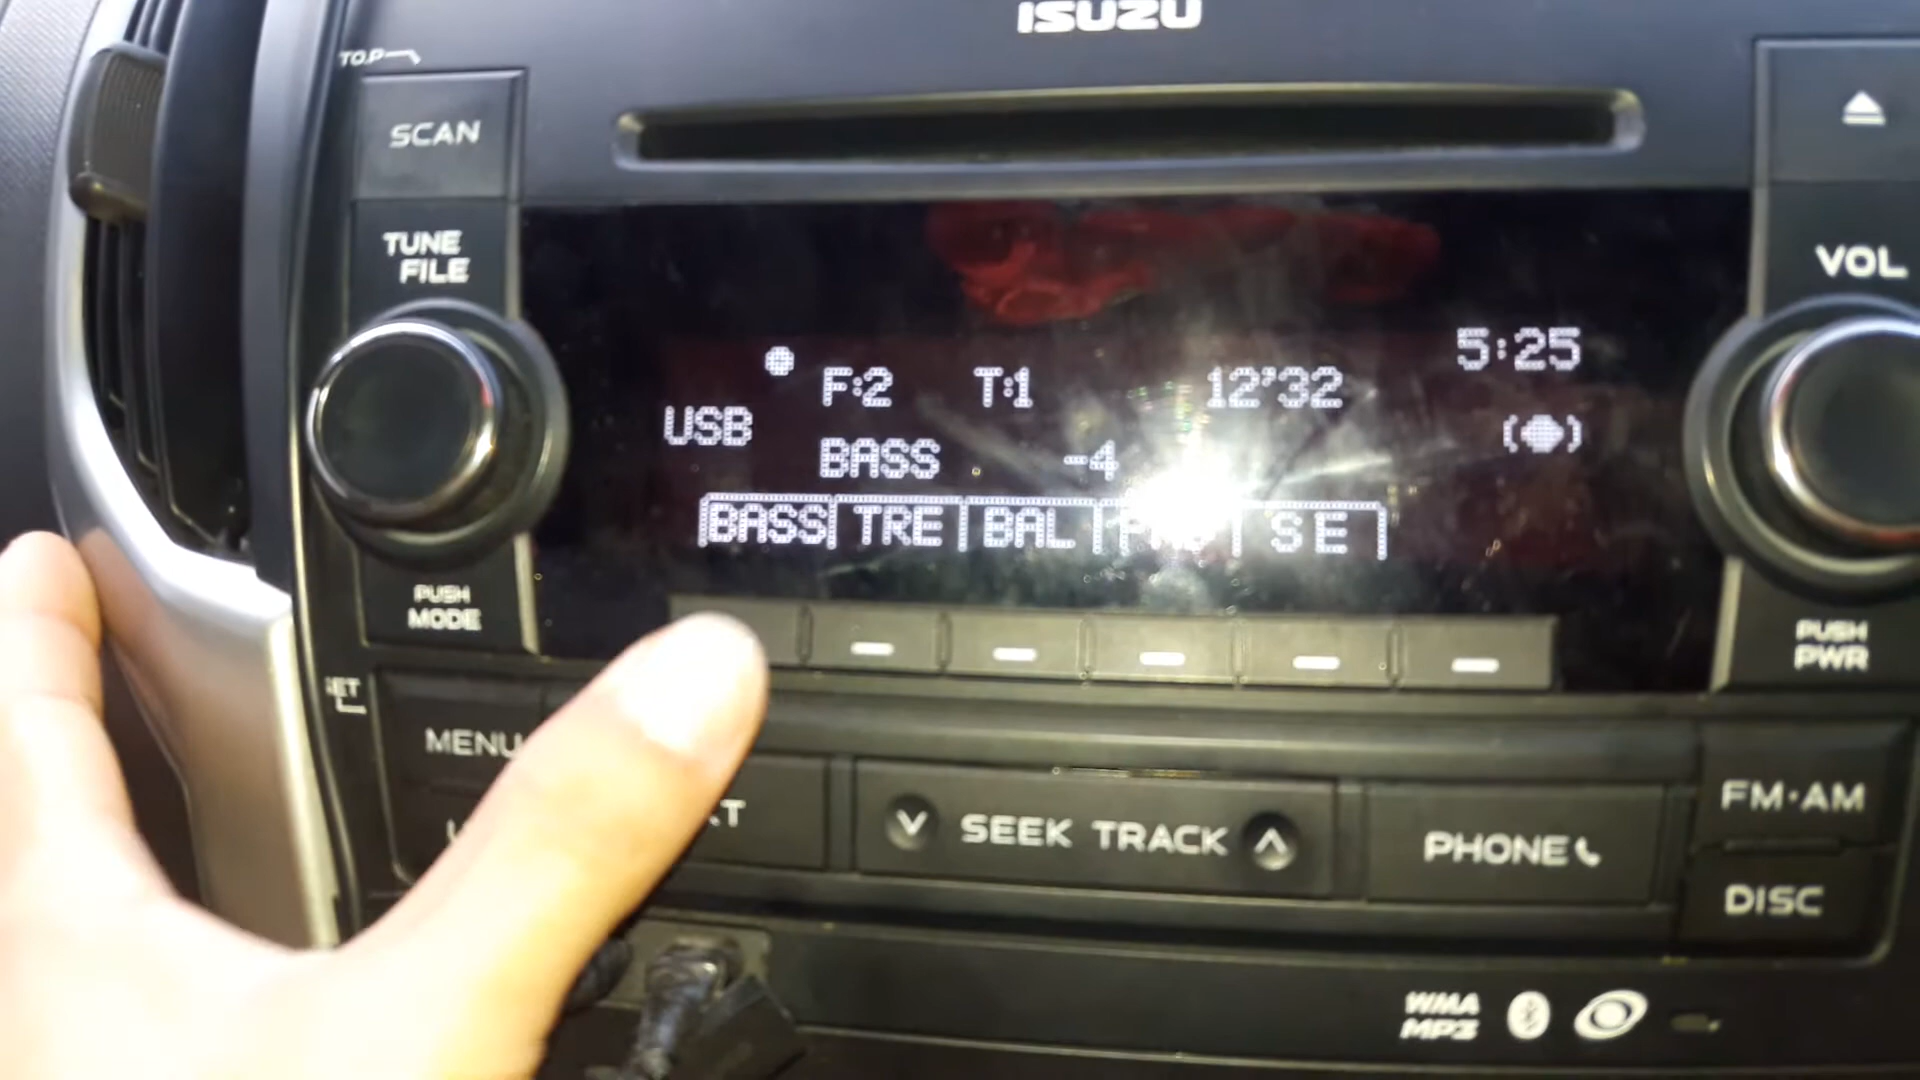 ISUZU
TOP
SCAN
TUNE
FILE
VOL
5:25
F:2 T:1 12'32
USB
BASS -4
BASS TRE BAL S E
PUSH
MODE
PUSH
PWR
MENU
SEEK TRACK
PHONE
FM·AM
DISC
WMA
MP3